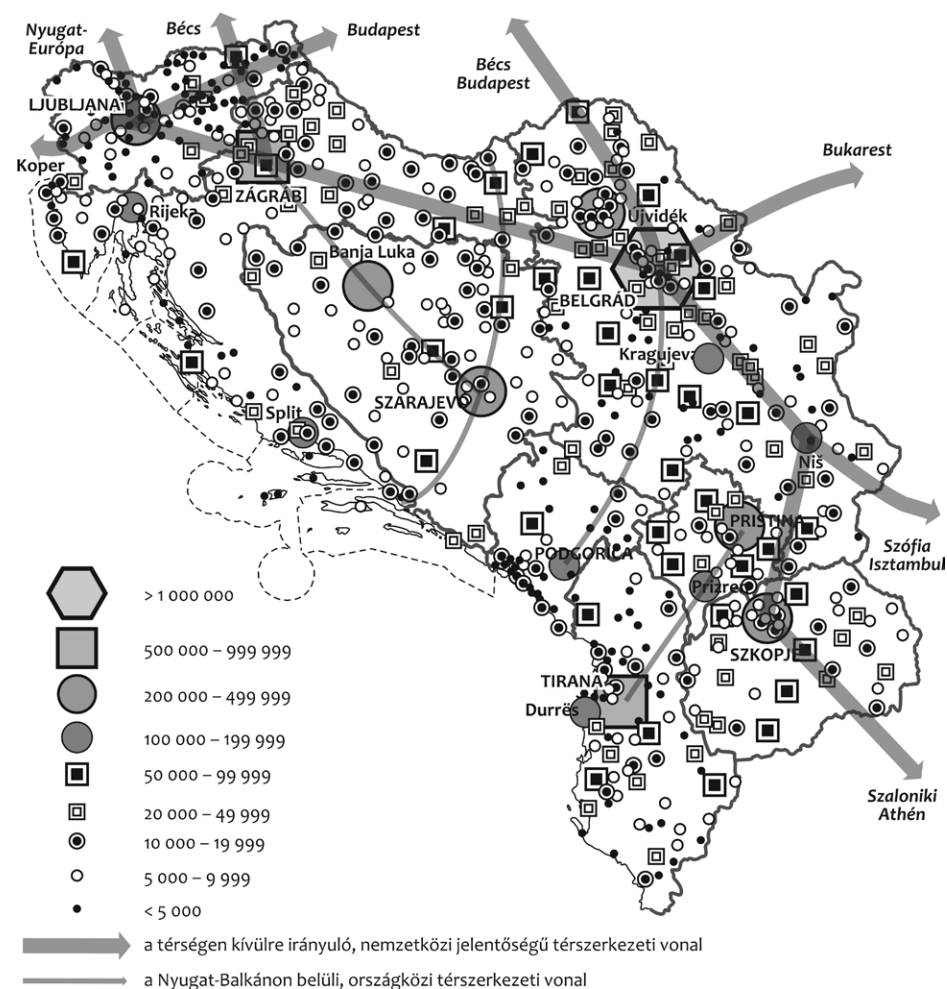 Nyugat-
Európa
Bécs
Budapest
Bécs
Budapest
Bukarest
LJUBLJANA
Koper
ZÁGRÁB
Rijeka
Újvidék
Banja Luka
BELGRÁD
Kragujevac
SZARAJEVO
Split
Niš
PRISTINA
Szófia
Isztambul
PODGORICA
Prizren
SZKOPJE
TIRANA
Durrës
Szaloniki
Athén
> 1 000 000
500 000 – 999 999
200 000 – 499 999
100 000 – 199 999
50 000 – 99 999
20 000 – 49 999
10 000 – 19 999
5 000 – 9 999
< 5 000
a térségen kívülre irányuló, nemzetközi jelentőségű térszerkezeti vonal
a Nyugat-Balkánon belüli, országközi térszerkezeti vonal